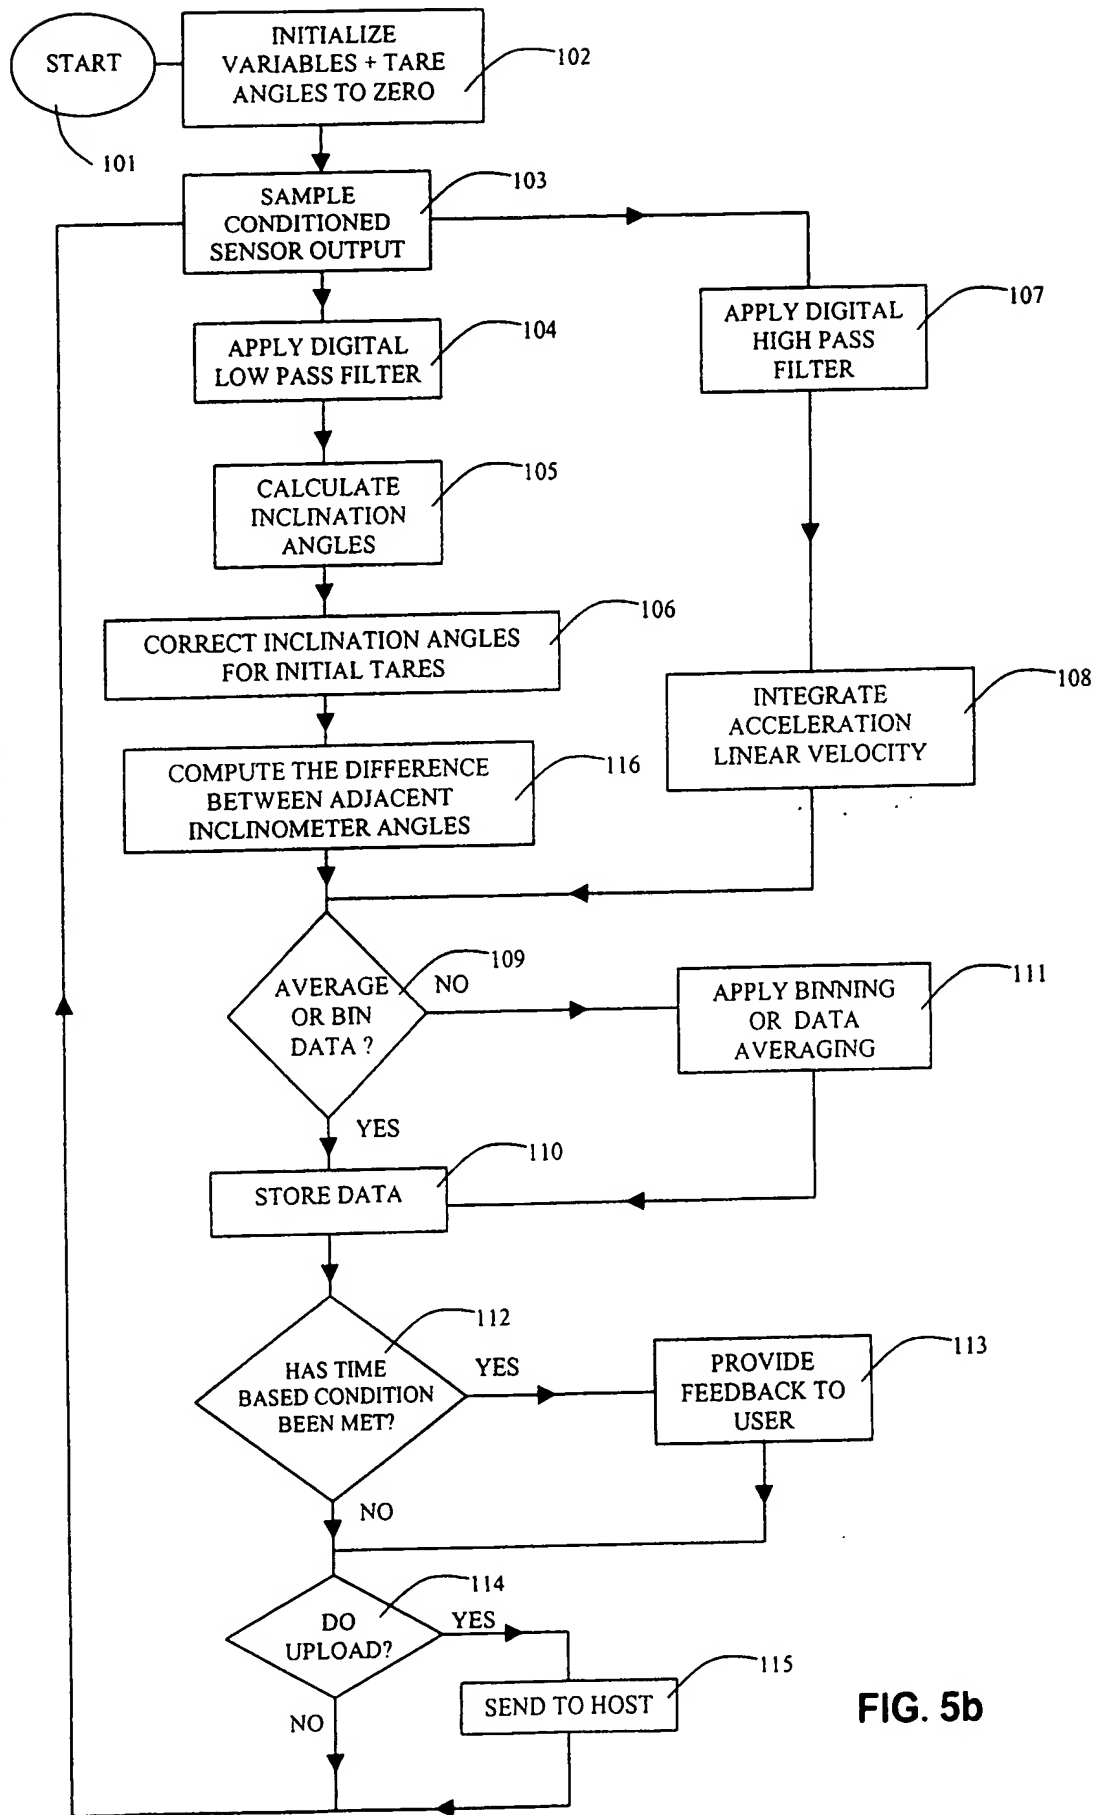 START
INITIALIZE
VARIABLES + TARE
ANGLES TO ZERO
102
101
SAMPLE
CONDITIONED
SENSOR OUTPUT
103
APPLY DIGITAL
LOW PASS FILTER
104
APPLY DIGITAL
HIGH PASS
FILTER
107
CALCULATE
INCLINATION
ANGLES
105
CORRECT INCLINATION ANGLES
FOR INITIAL TARES
106
INTEGRATE
ACCELERATION
LINEAR VELOCITY
108
COMPUTE THE DIFFERENCE
BETWEEN ADJACENT
INCLINOMETER ANGLES
116
AVERAGE
OR BIN
DATA ?
109
NO
APPLY BINNING
OR DATA
AVERAGING
111
YES
STORE DATA
110
HAS TIME
BASED CONDITION
BEEN MET?
112
YES
PROVIDE
FEEDBACK TO
USER
113
NO
DO
UPLOAD?
114
YES
SEND TO HOST
115
NO
FIG. 5b